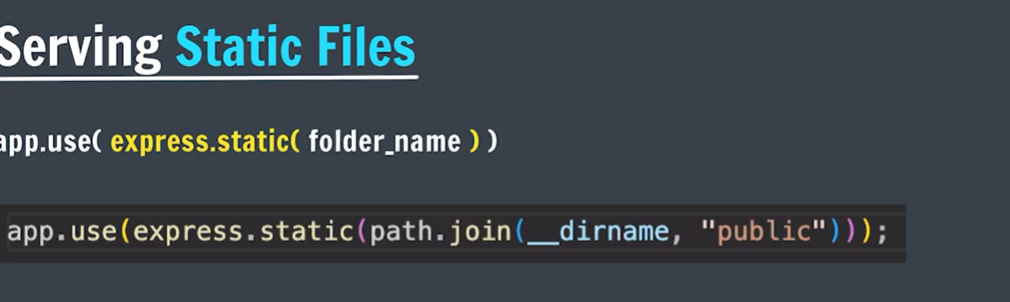 Serving Static Files
app.use( express.static( folder_name ) )
app.use(express.static(path.join(__dirname, "public")));